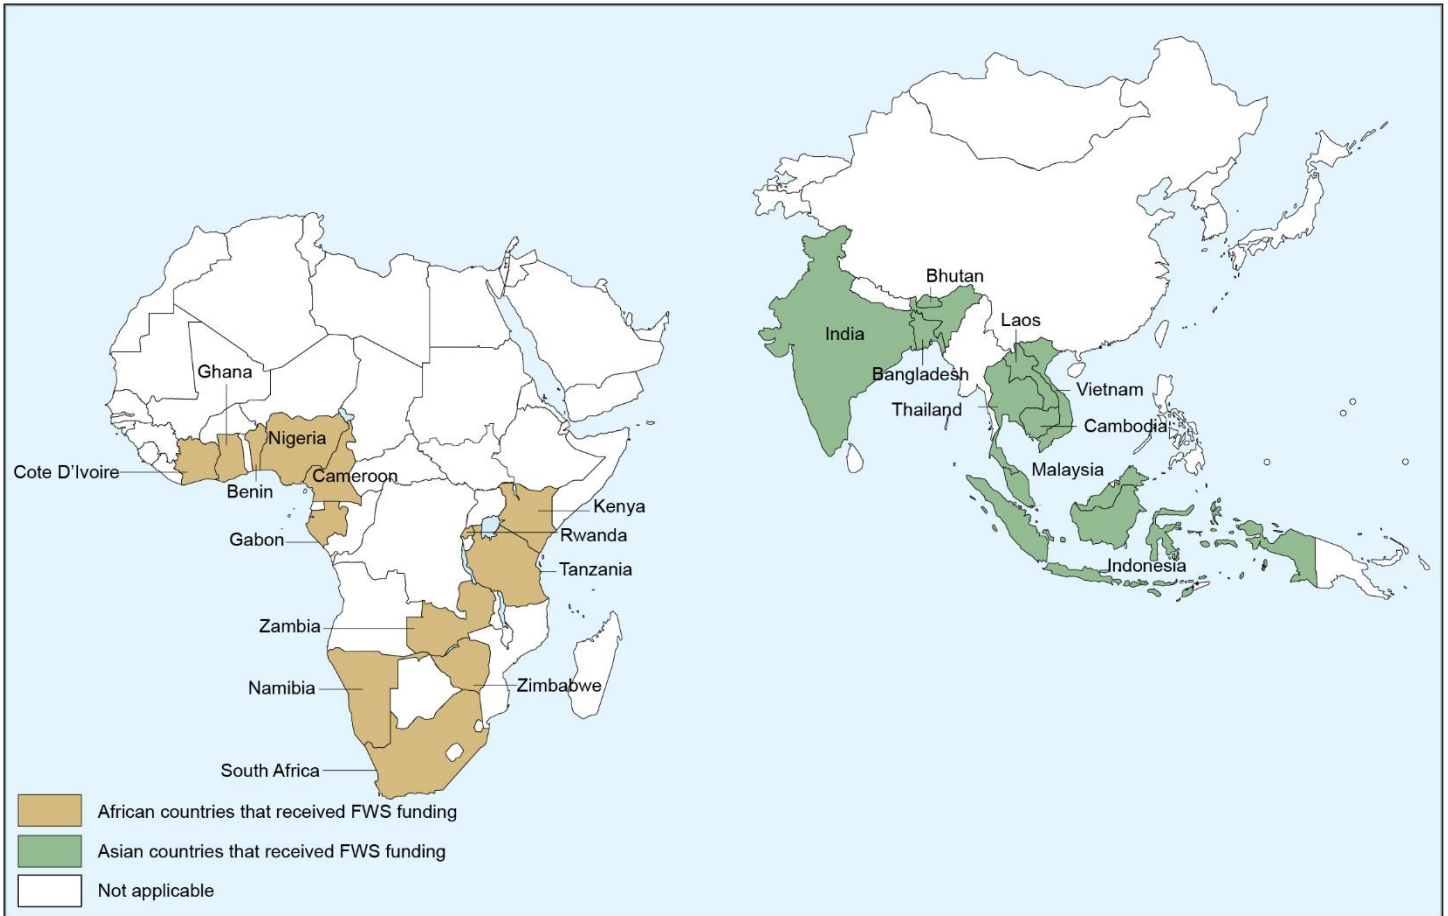 Bhutan
Laos
India
Ghana
Bangladesh
Vietnam
Thailand
Cambodia
Nigeria
Cote D’Ivoire
Cameroon
Malaysia
Benin
Kenya
Gabon
Rwanda
Tanzania
Indonesia
Zambia
Namibia
Zimbabwe
South Africa
African countries that received FWS funding
Asian countries that received FWS funding
Not applicable